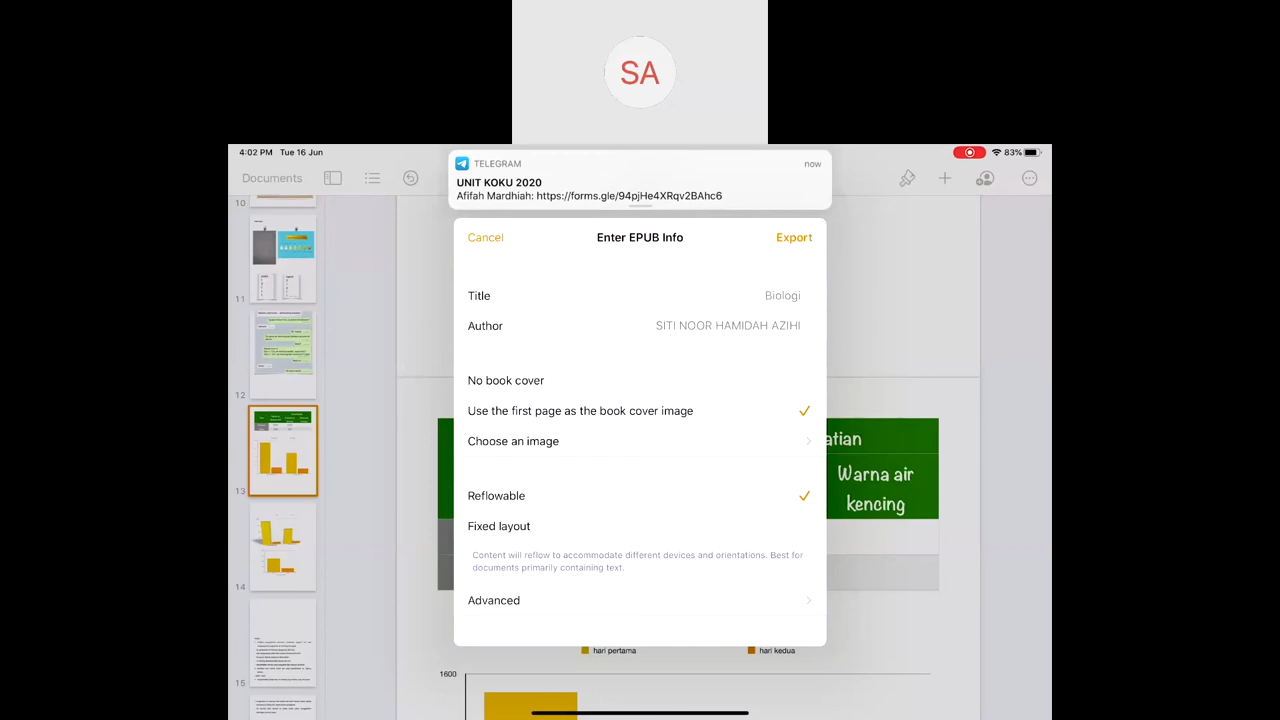 SA
4:02 PM Tue 16 Jun
83%
Documents
TELEGRAM
now
UNIT KOKU 2020
Afifah Mardhiah: https://forms.gle/94pjHe4XRqv2BAhc6
Cancel
Enter EPUB Info
Export
Title
Biologi
Author
SITI NOOR HAMIDAH AZIHI
No book cover
Use the first page as the book cover image
Choose an image
Reflowable
Fixed layout
Content will reflow to accommodate different devices and orientations. Best for
documents primarily containing text.
Advanced
10
11
12
13
14
15
atian
Warna air
kencing
hari pertama
hari kedua
1600